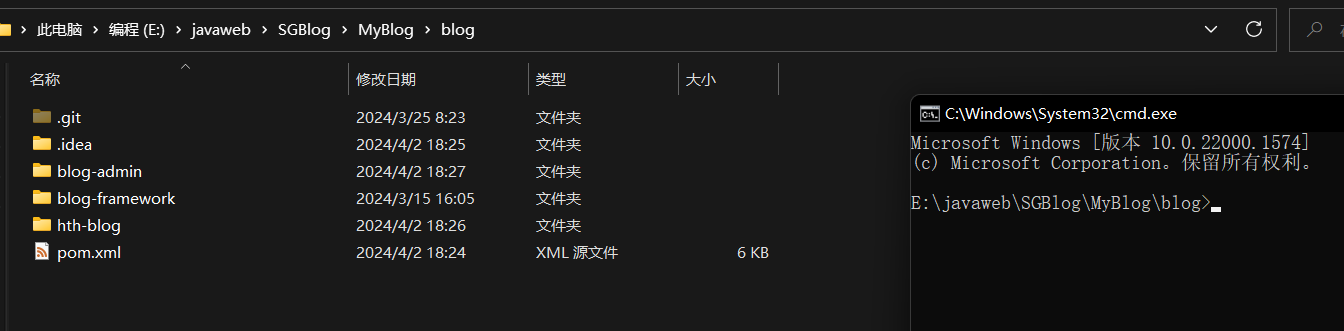 此电脑 编程 (E:) javaweb SGBlog MyBlog blog
名称 修改日期 类型 大小
.git 2024/3/25 8:23 文件夹
.idea 2024/4/2 18:25 文件夹
blog-admin 2024/4/2 18:27 文件夹
blog-framework 2024/3/15 16:05 文件夹
hth-blog 2024/4/2 18:26 文件夹
pom.xml 2024/4/2 18:24 XML 源文件 6 KB
C:\Windows\System32\cmd.exe
Microsoft Windows [版本 10.0.22000.1574]
(c) Microsoft Corporation。保留所有权利。
E:\javaweb\SGBlog\MyBlog\blog>